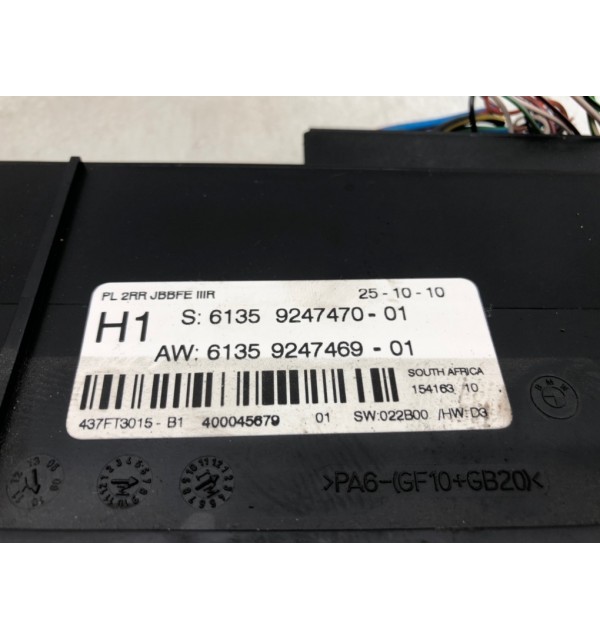 PL 2RR JBBFE IIIR 25-10-10
H1 S: 6135 9247470-01
AW: 6135 9247469-01
SOUTH AFRICA
154163 10
437FT3015-B1 400045679 01 SW:022B00 /HW:D3
BMW
>PA6-(GF10+GB20)<